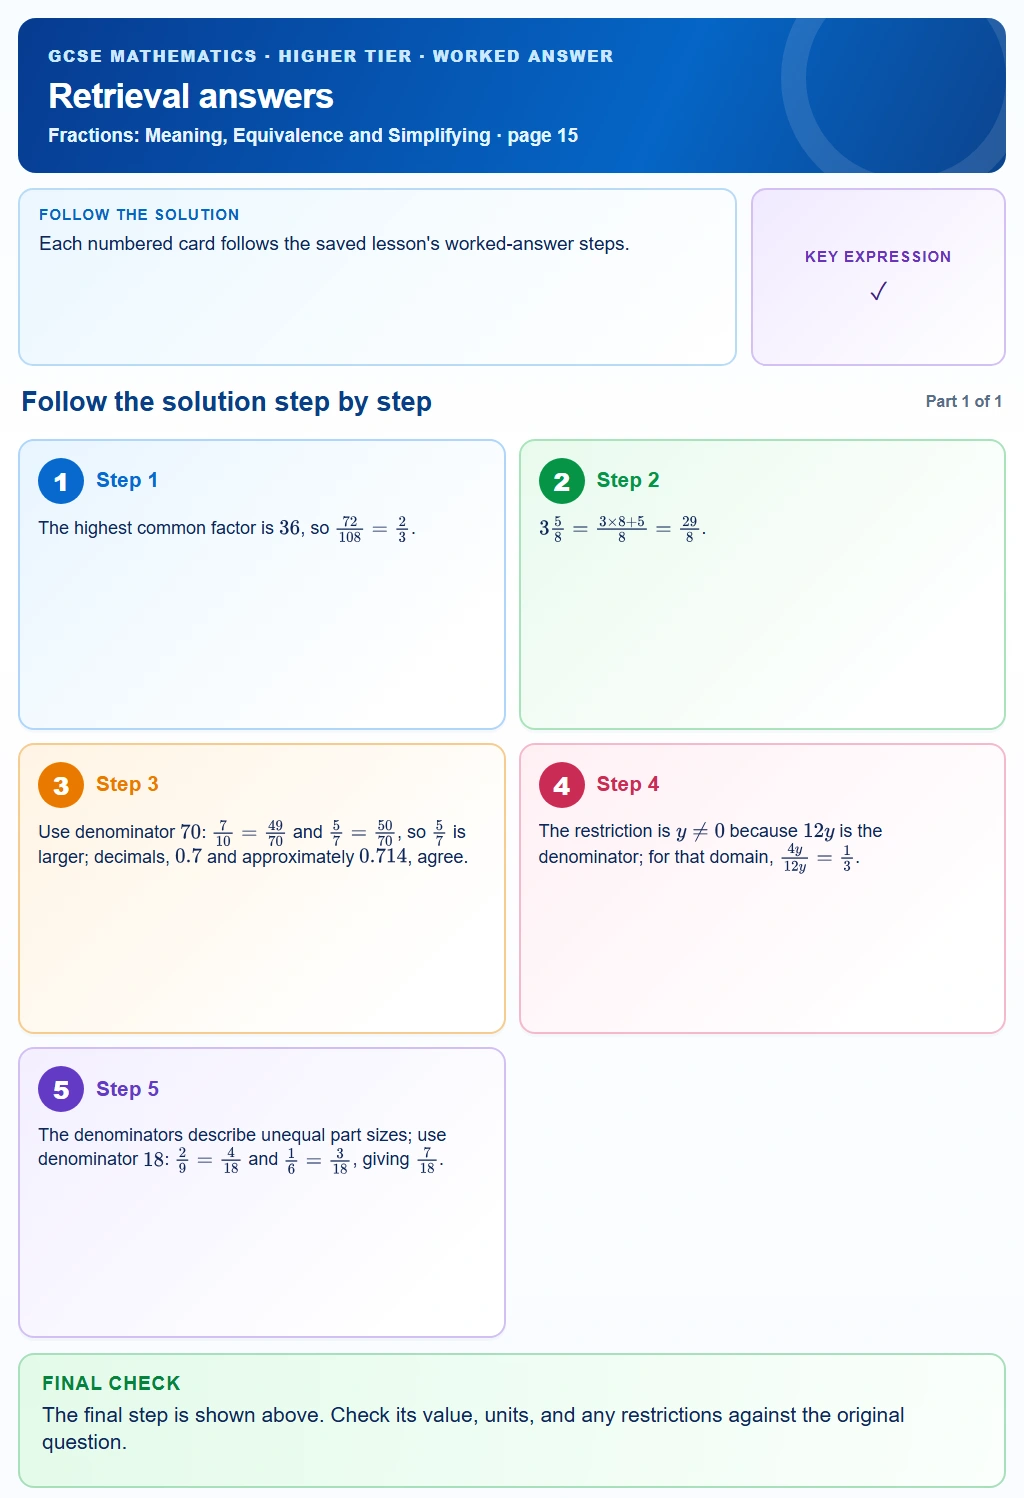 GCSE MATHEMATICS · HIGHER TIER · WORKED ANSWER
Retrieval answers
Fractions: Meaning, Equivalence and Simplifying · page 15
FOLLOW THE SOLUTION
Each numbered card follows the saved lesson's worked-answer steps.
KEY EXPRESSION
✓
Follow the solution step by step
Part 1 of 1
1 Step 1
The highest common factor is 36, so 72/108 = 2/3.
2 Step 2
3 5/8 = 3×8+5/8 = 29/8.
3 Step 3
Use denominator 70: 7/10 = 49/70 and 5/7 = 50/70, so 5/7 is
larger; decimals, 0.7 and approximately 0.714, agree.
4 Step 4
The restriction is y ≠ 0 because 12y is the
denominator; for that domain, 4y/12y = 1/3.
5 Step 5
The denominators describe unequal part sizes; use
denominator 18: 2/9 = 4/18 and 1/6 = 3/18, giving 7/18.
FINAL CHECK
The final step is shown above. Check its value, units, and any restrictions against the original
question.